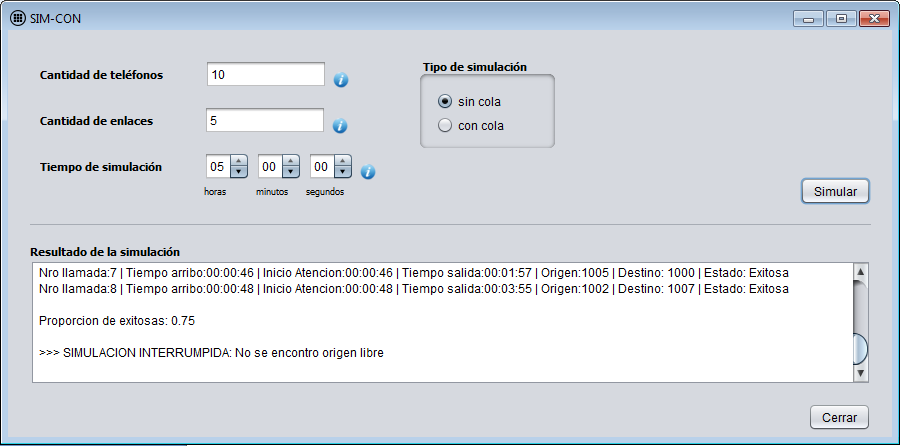 SIM-CON
Cantidad de teléfonos
10
Tipo de simulación
sin cola
con cola
Cantidad de enlaces
5
Tiempo de simulación
05 00 00
horas minutos segundos
Simular
Resultado de la simulación
Nro llamada:7 | Tiempo arribo:00:00:46 | Inicio Atencion:00:00:46 | Tiempo salida:00:01:57 | Origen:1005 | Destino: 1000 | Estado: Exitosa
Nro llamada:8 | Tiempo arribo:00:00:48 | Inicio Atencion:00:00:48 | Tiempo salida:00:03:55 | Origen:1002 | Destino: 1007 | Estado: Exitosa
Proporcion de exitosas: 0.75
>>> SIMULACION INTERRUMPIDA: No se encontro origen libre
Cerrar